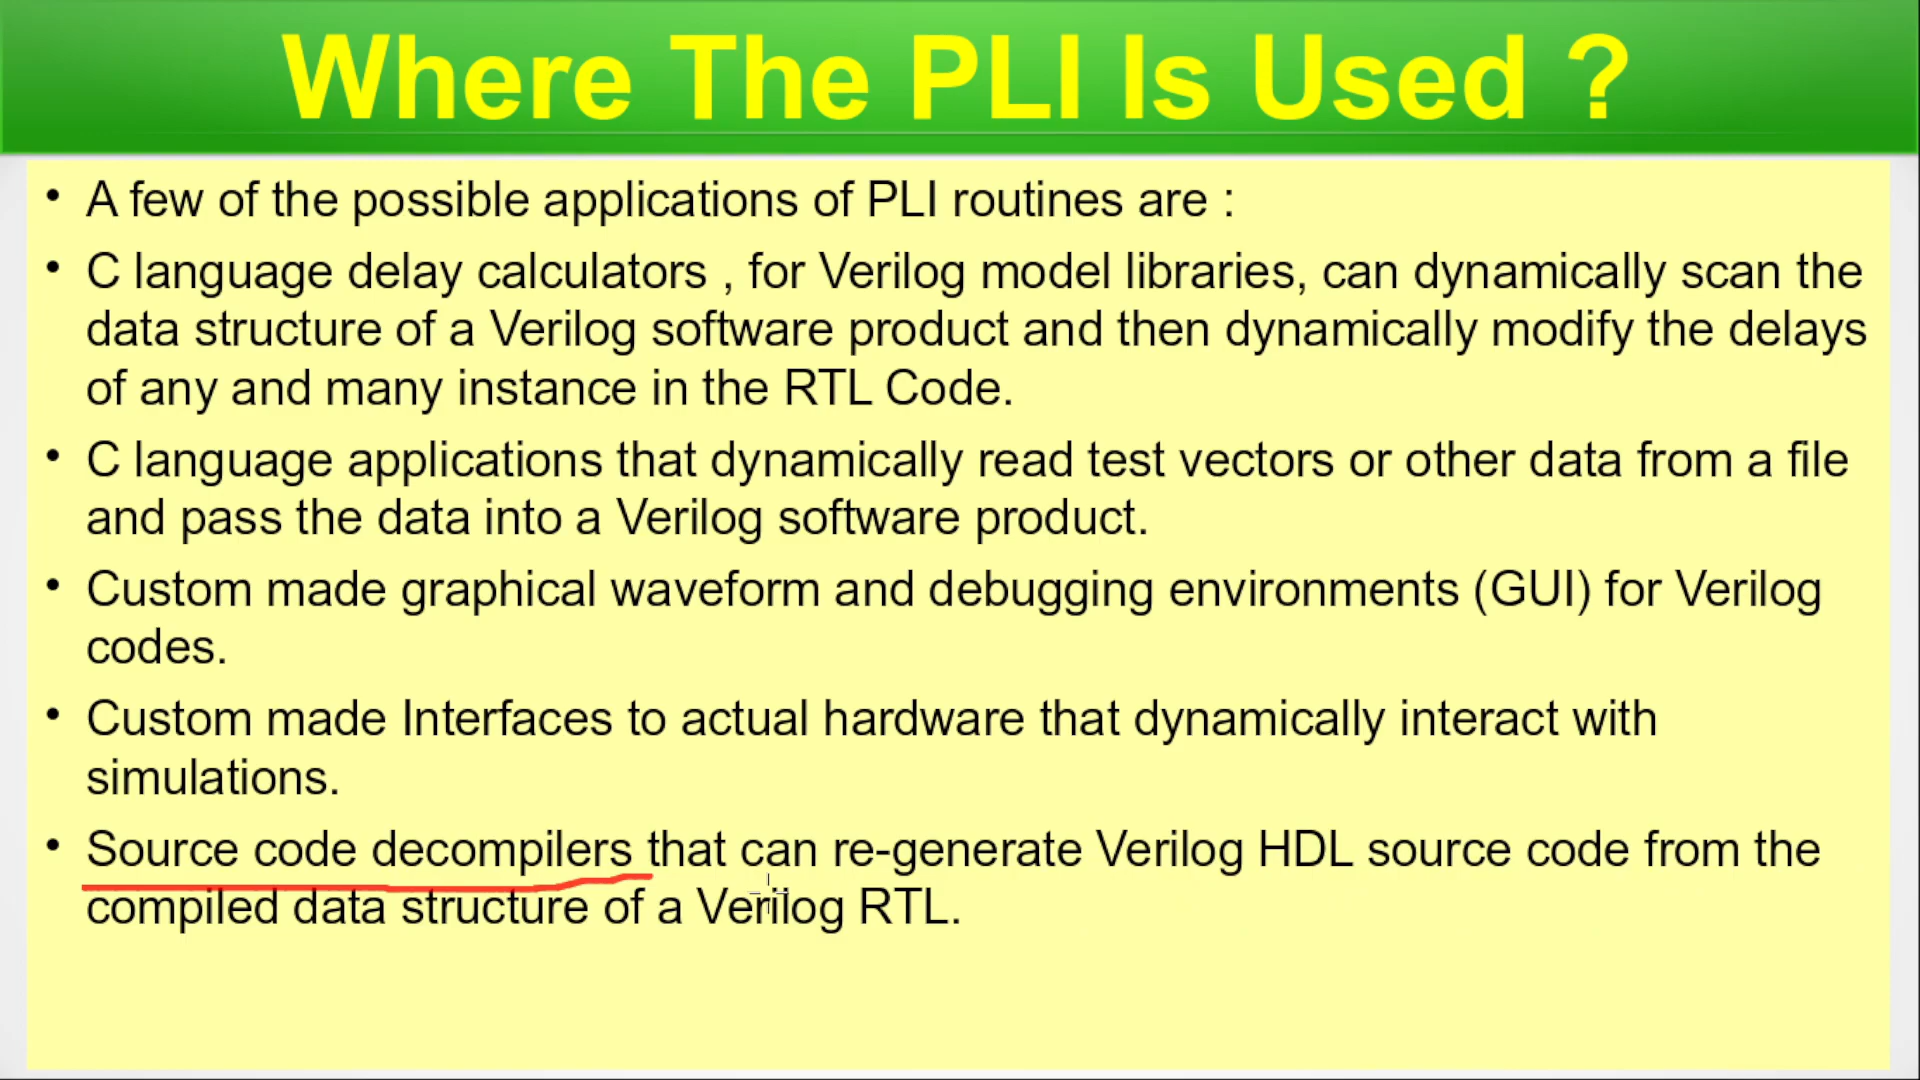 Where The PLI Is Used ?
• A few of the possible applications of PLI routines are :
• C language delay calculators , for Verilog model libraries, can dynamically scan the
data structure of a Verilog software product and then dynamically modify the delays
of any and many instance in the RTL Code.
• C language applications that dynamically read test vectors or other data from a file
and pass the data into a Verilog software product.
• Custom made graphical waveform and debugging environments (GUI) for Verilog
codes.
• Custom made Interfaces to actual hardware that dynamically interact with
simulations.
• Source code decompilers that can re-generate Verilog HDL source code from the
compiled data structure of a Verilog RTL.